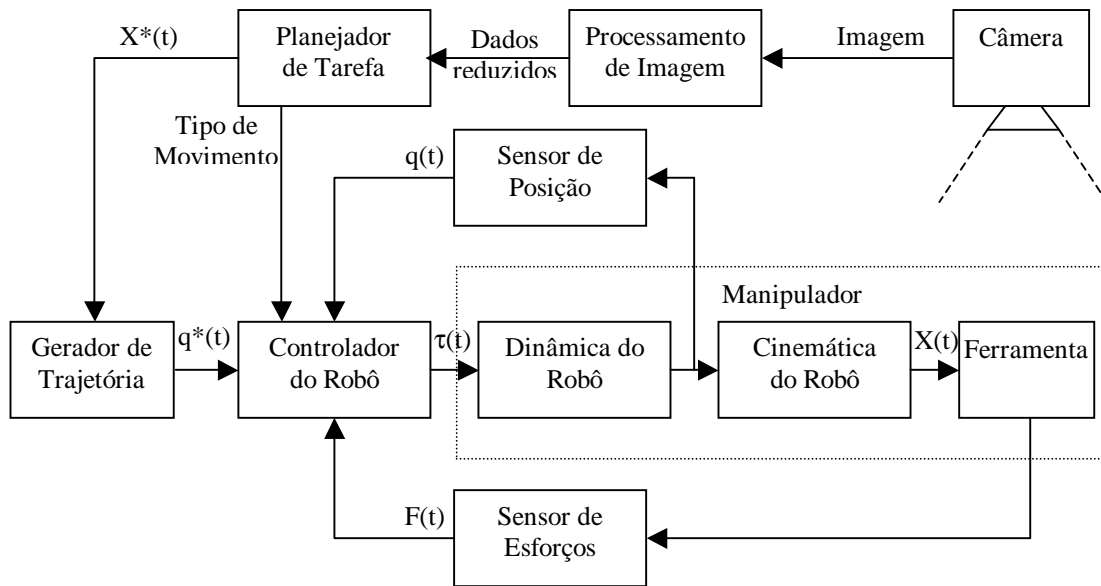 X*(t)
Planejador
de Tarefa
Dados
reduzidos
Processamento
de Imagem
Imagem
Câmera
Tipo de
Movimento
q(t)
Sensor de
Posição
Manipulador
Gerador de
Trajetória
q*(t)
Controlador
do Robô
τ(t)
Dinâmica do
Robô
Cinemática
do Robô
X(t)
Ferramenta
F(t)
Sensor de
Esforços